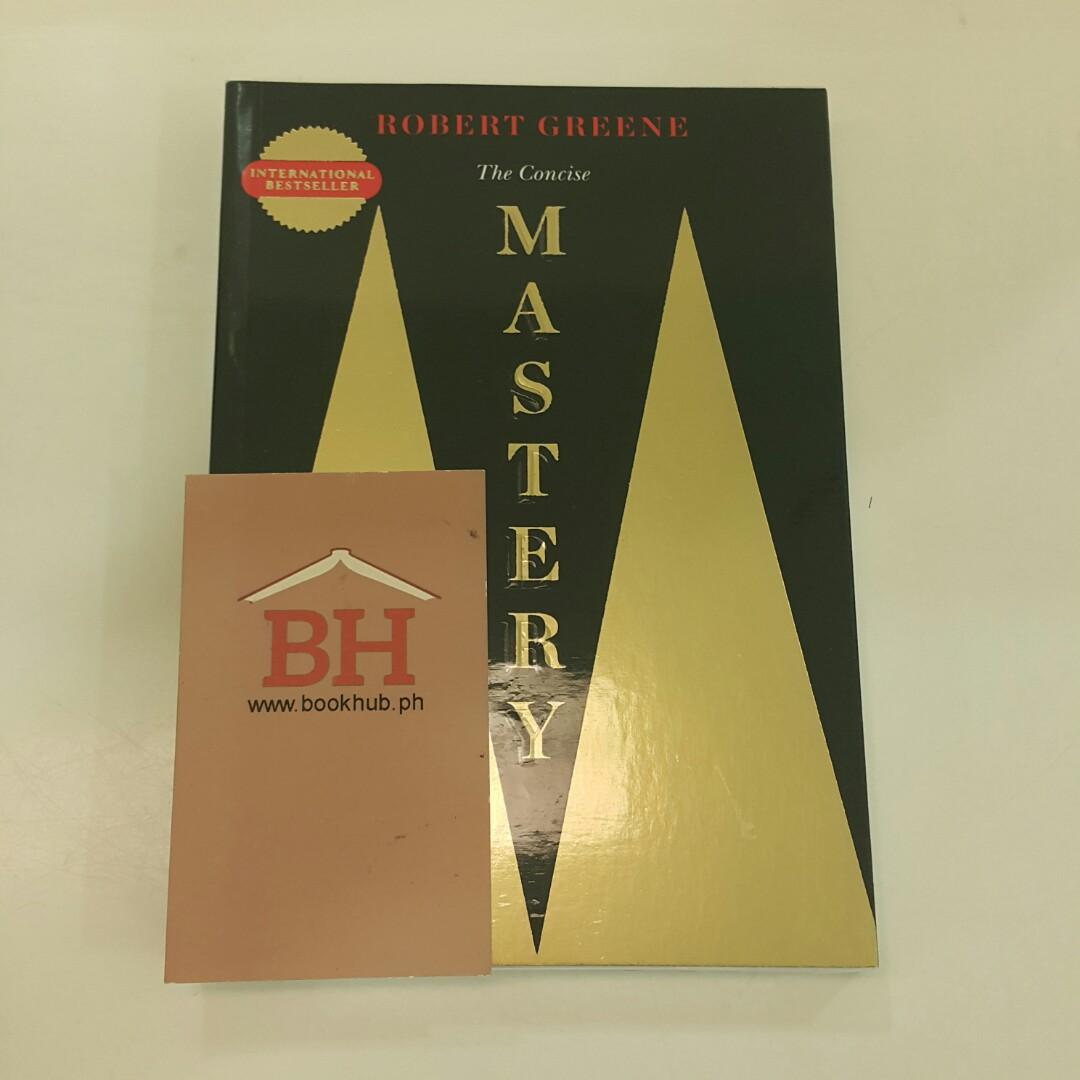 ROBERT GREENE
INTERNATIONAL
BESTSELLER
The Concise
MASTERY
BH
www.bookhub.ph